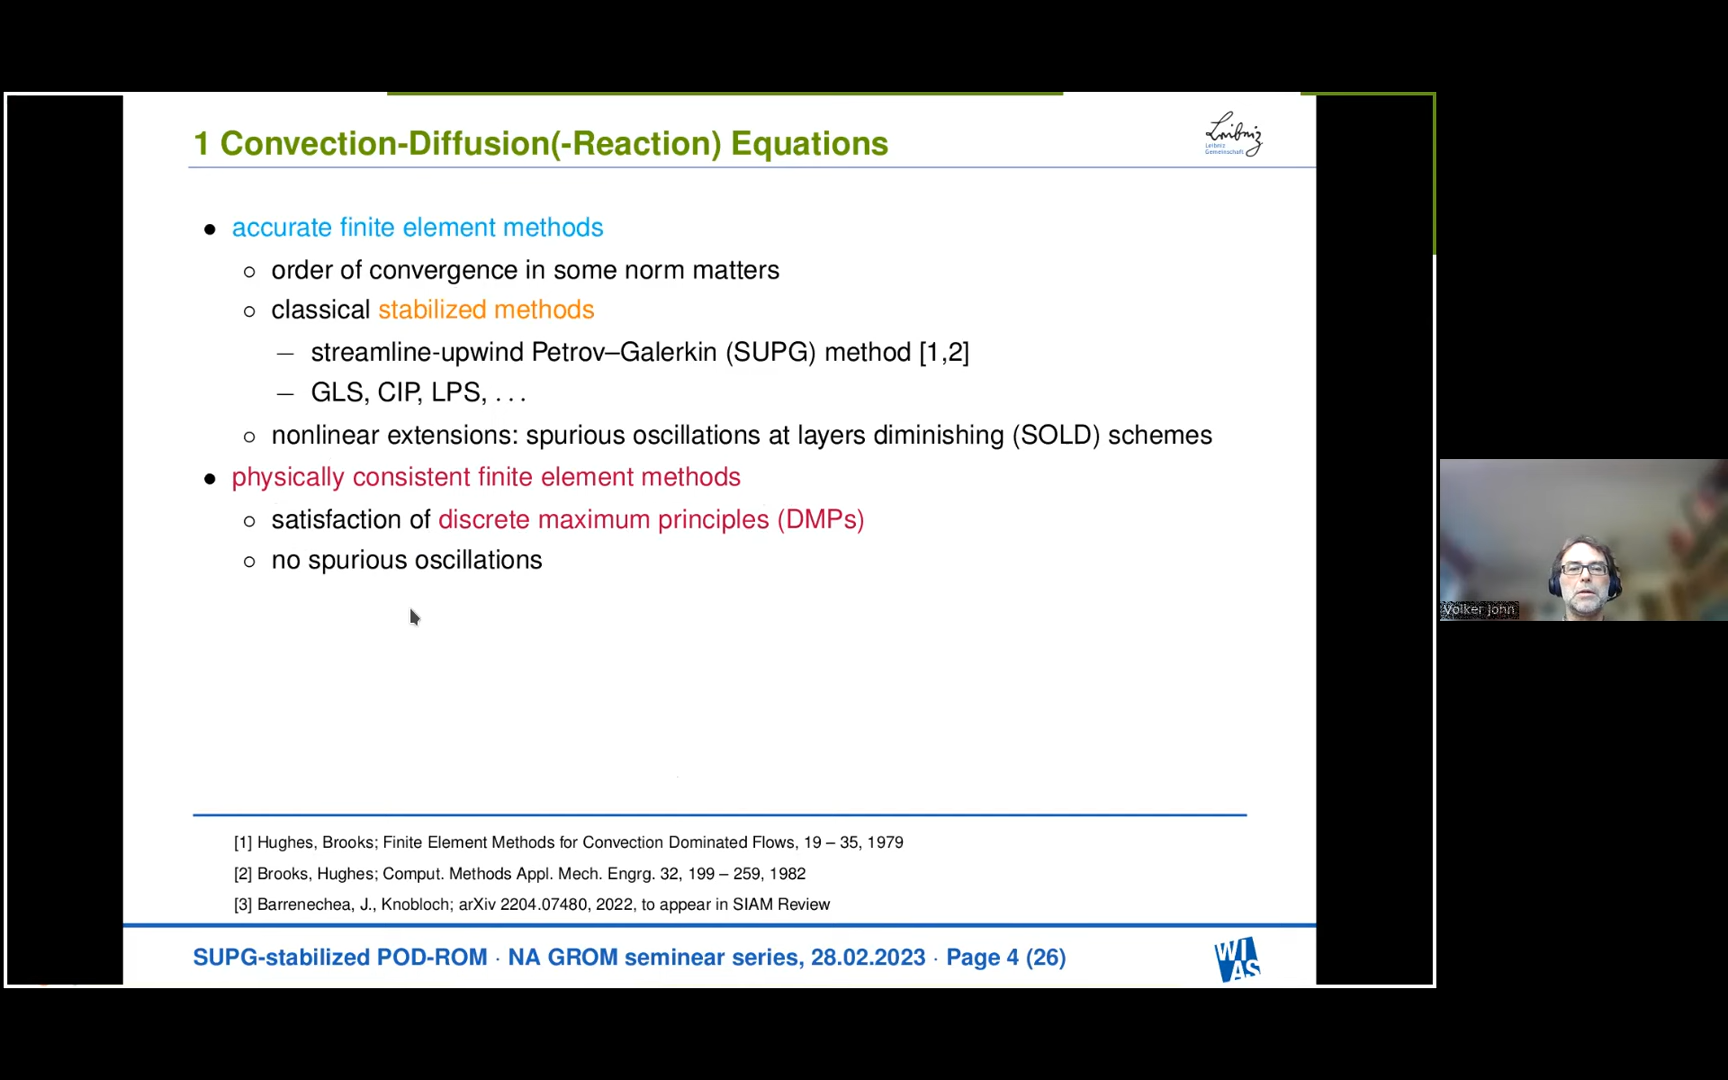 1 Convection-Diffusion(-Reaction) Equations
Leibniz
Leibniz
Gemeinschaft
● accurate finite element methods
○ order of convergence in some norm matters
○ classical stabilized methods
– streamline-upwind Petrov–Galerkin (SUPG) method [1,2]
– GLS, CIP, LPS, . . .
○ nonlinear extensions: spurious oscillations at layers diminishing (SOLD) schemes
● physically consistent finite element methods
○ satisfaction of discrete maximum principles (DMPs)
○ no spurious oscillations
Volker John
[1] Hughes, Brooks; Finite Element Methods for Convection Dominated Flows, 19 – 35, 1979
[2] Brooks, Hughes; Comput. Methods Appl. Mech. Engrg. 32, 199 – 259, 1982
[3] Barrenechea, J., Knobloch; arXiv 2204.07480, 2022, to appear in SIAM Review
SUPG-stabilized POD-ROM · NA GROM seminear series, 28.02.2023 · Page 4 (26)
WI
AS